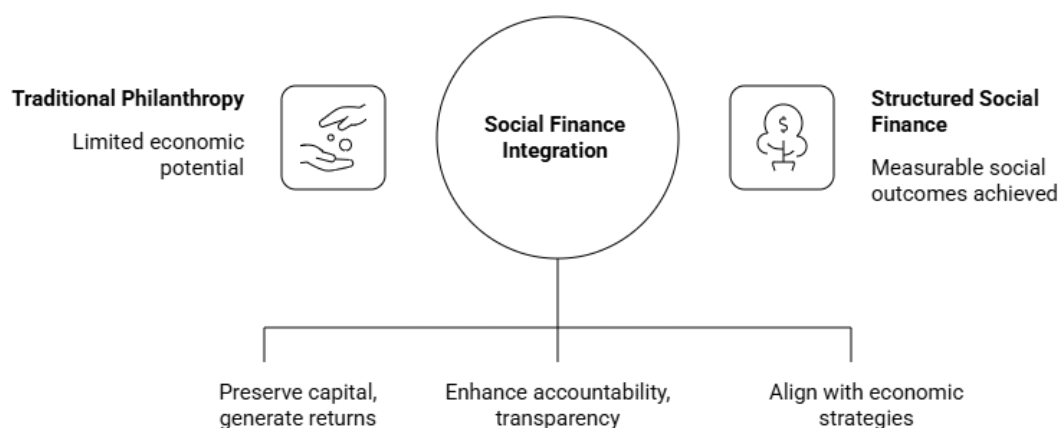 Traditional Philanthropy
Limited economic
potential
Social Finance
Integration
$
Structured Social
Finance
Measurable social
outcomes achieved
Preserve capital,
generate returns
Enhance accountability,
transparency
Align with economic
strategies